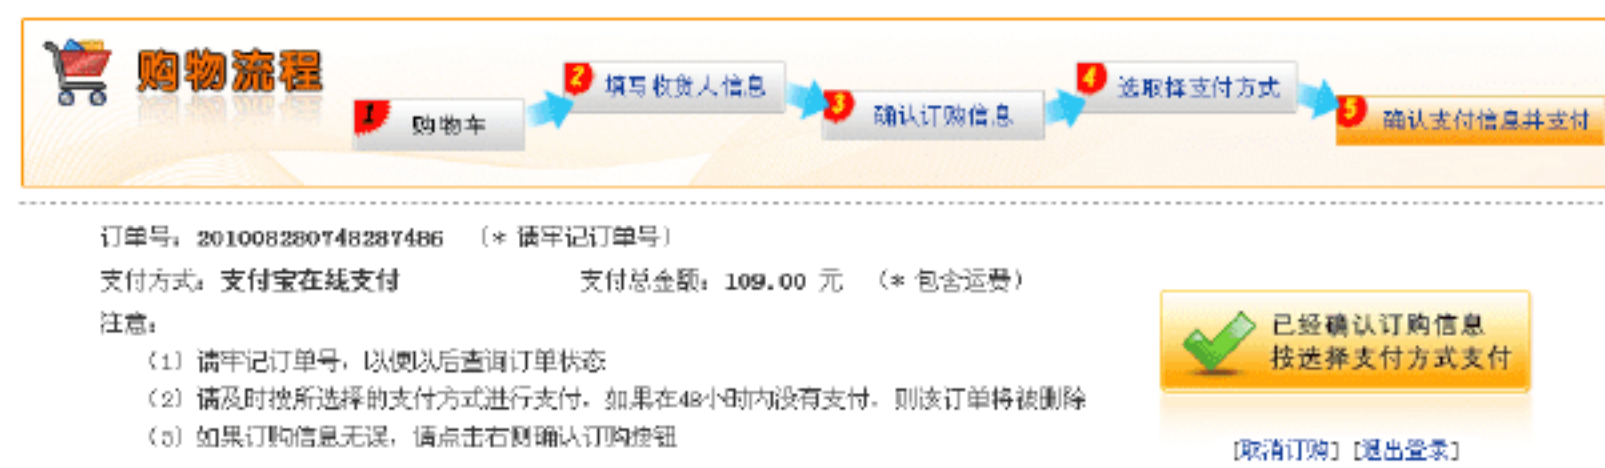 购物流程
1 购物车
2 填写收货人信息
3 确认订购信息
4 选取择支付方式
5 确认支付信息并支付
订单号：201008280748287486 （* 请牢记订单号）
支付方式：支付宝在线支付 支付总金额：109.00 元 （* 包含运费）
注意：
（1）请牢记订单号，以便以后查询订单状态
（2）请及时按所选择的支付方式进行支付，如果在48小时内没有支付，则该订单将被删除
（3）如果订购信息无误，请点击右侧确认订购按钮
已经确认订购信息
按选择支付方式支付
[取消订购] [退出登录]